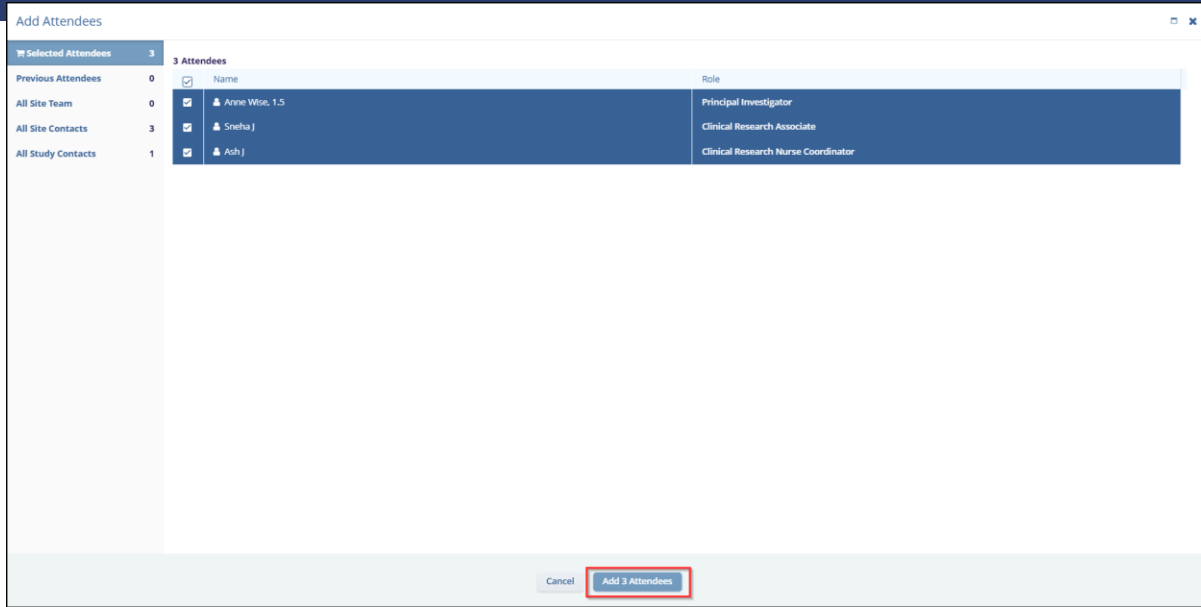 Add Attendees
Selected Attendees 3
Previous Attendees 0
All Site Team 0
All Site Contacts 3
All Study Contacts 1
3 Attendees
Name Role
Anne Wise, 1.5 Principal Investigator
Sneha J Clinical Research Associate
Ash J Clinical Research Nurse Coordinator
Cancel Add 3 Attendees